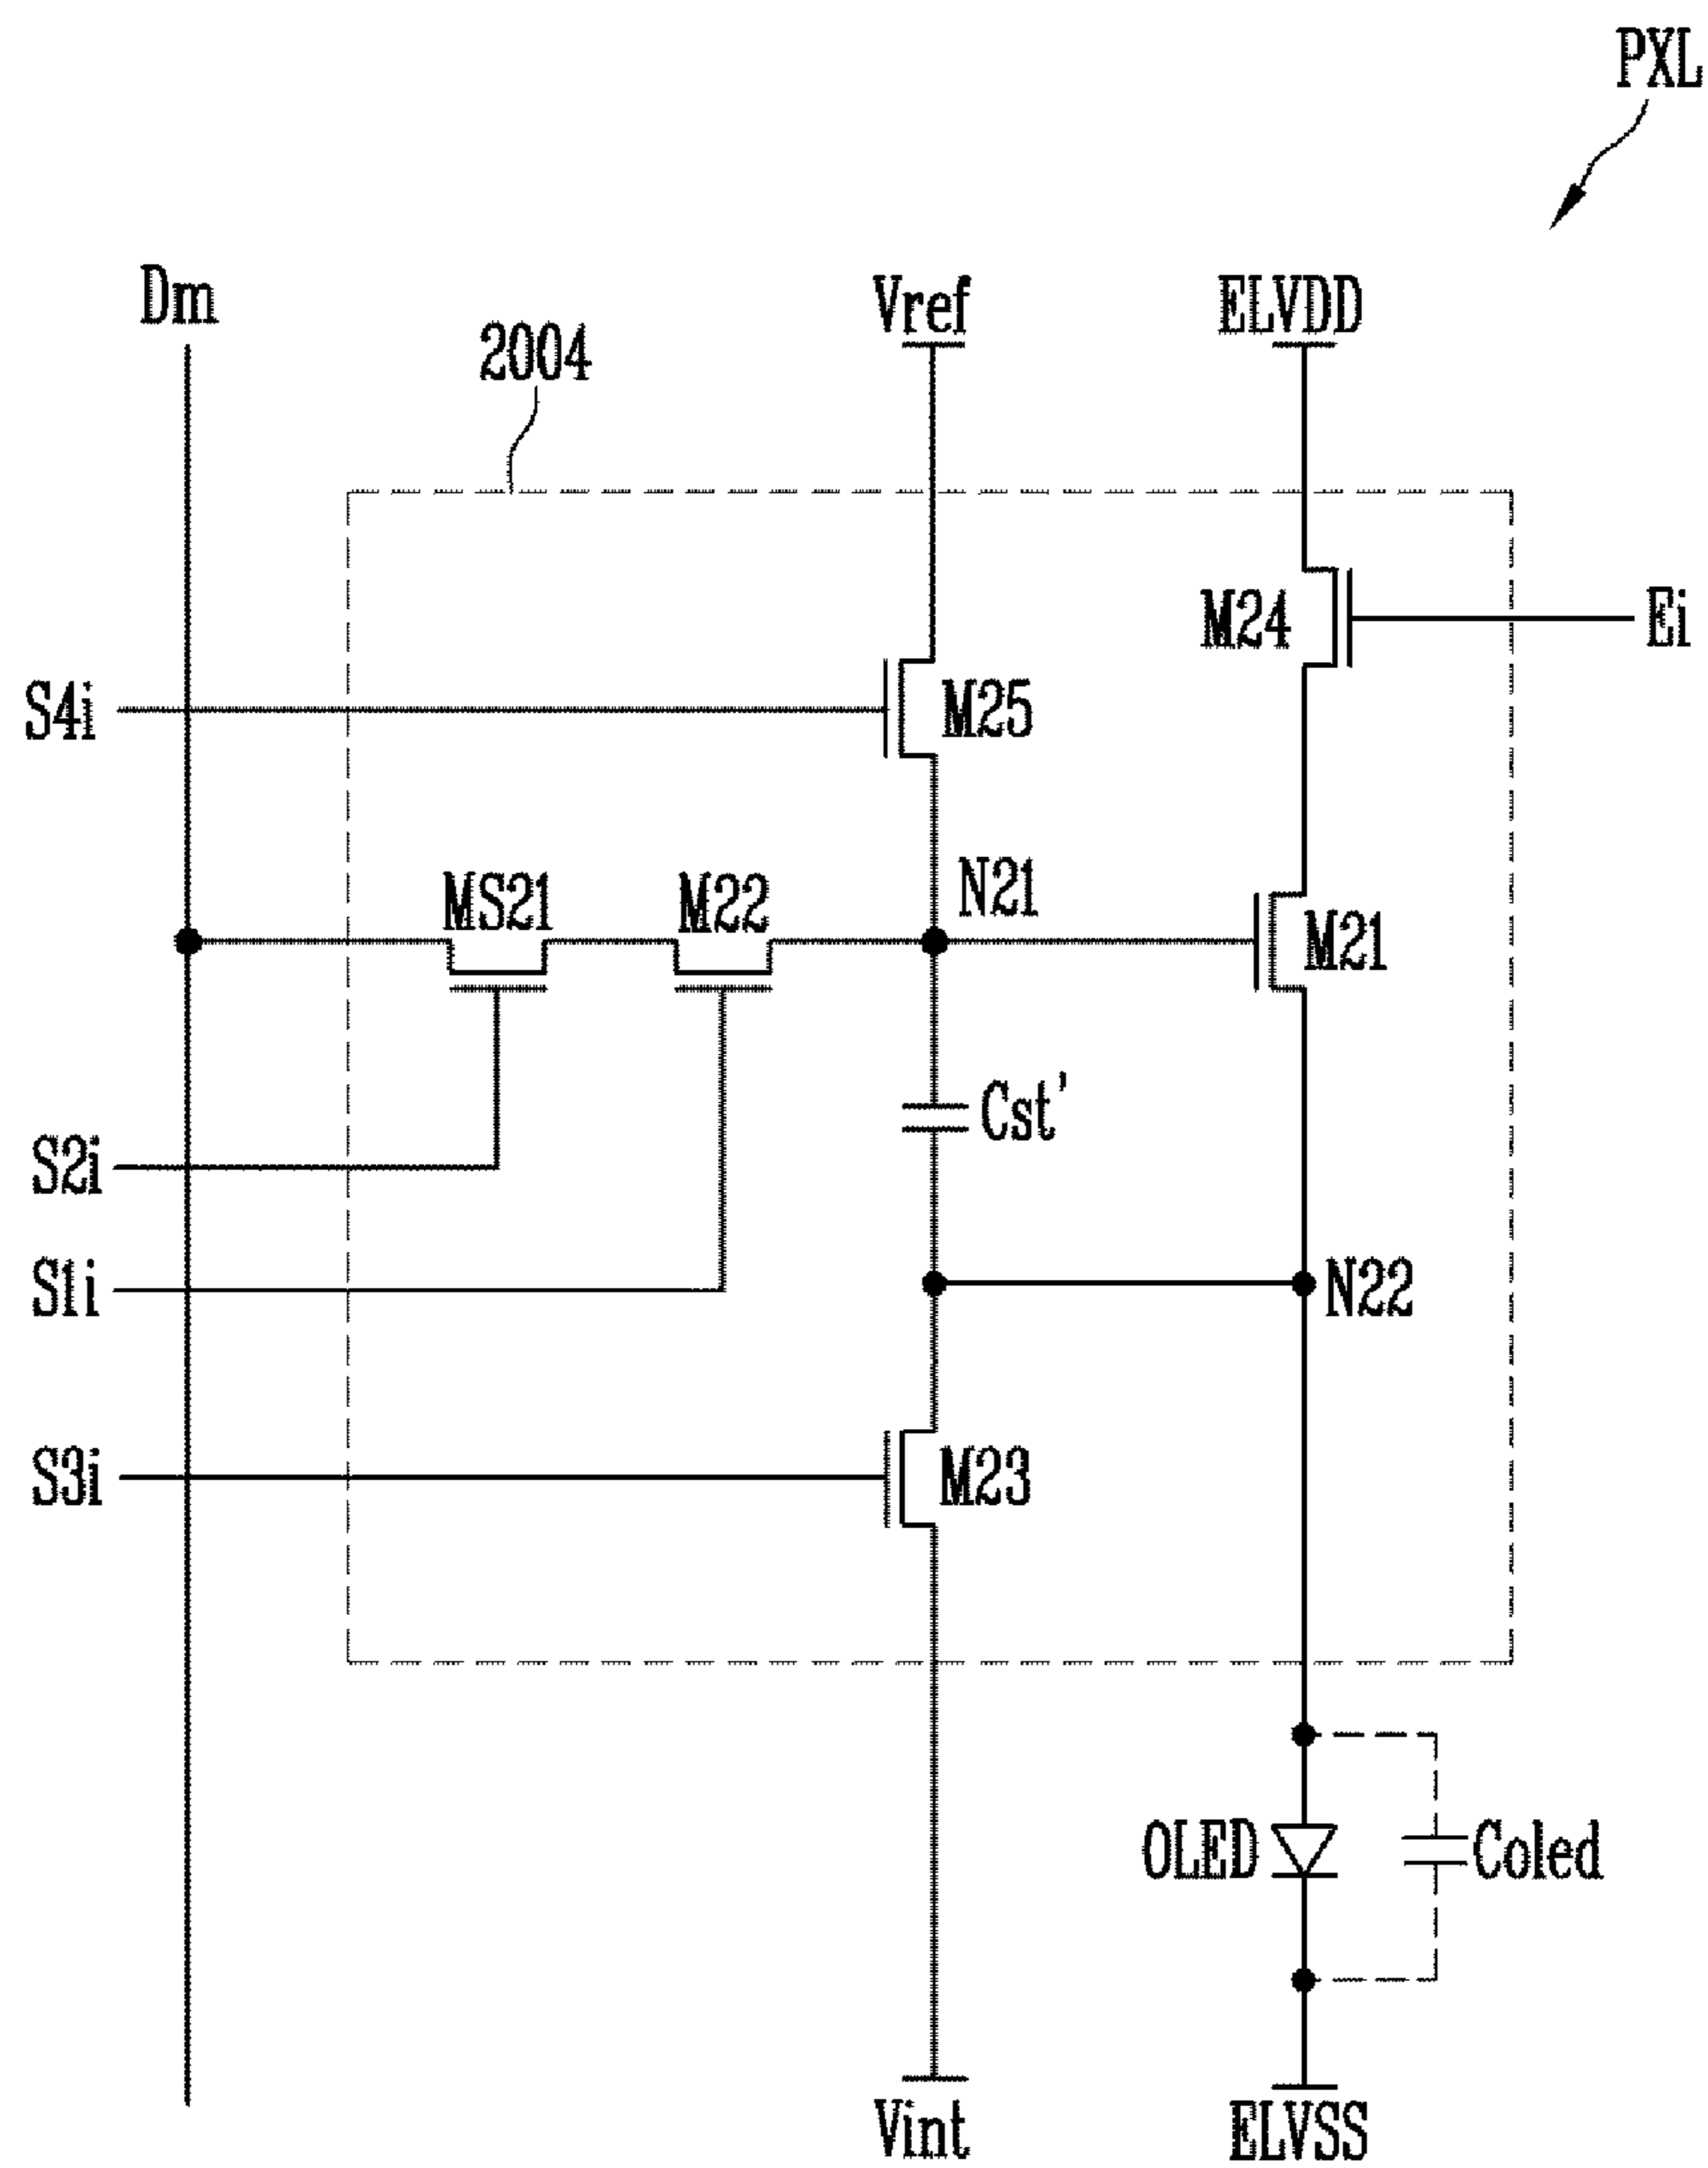 PXL
Dm
Vref
ELVDD
2004
M24
Ei
S4i
M25
MS21
M22
N21
M21
Cst'
S2i
S1i
N22
S3i
M23
OLED
Coled
Vint
ELVSS